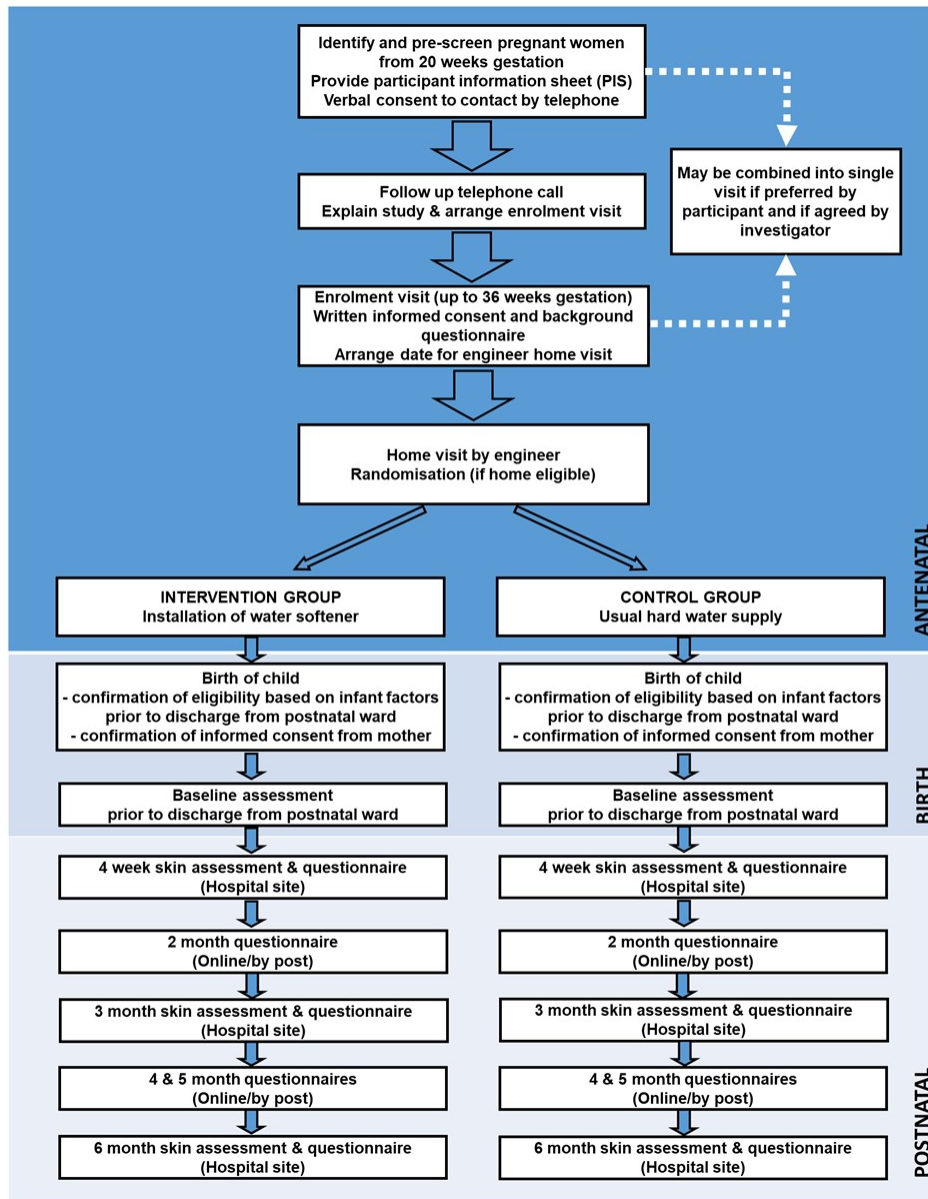 Identify and pre-screen pregnant women
from 20 weeks gestation
Provide participant information sheet (PIS)
Verbal consent to contact by telephone
May be combined into single
visit if preferred by
participant and if agreed by
investigator
Follow up telephone call
Explain study & arrange enrolment visit
Enrolment visit (up to 36 weeks gestation)
Written informed consent and background
questionnaire
Arrange date for engineer home visit
Home visit by engineer
Randomisation (if home eligible)
ANTENATAL
INTERVENTION GROUP
Installation of water softener
CONTROL GROUP
Usual hard water supply
Birth of child
- confirmation of eligibility based on infant factors
prior to discharge from postnatal ward
- confirmation of informed consent from mother
Birth of child
- confirmation of eligibility based on infant factors
prior to discharge from postnatal ward
- confirmation of informed consent from mother
BIRTH
Baseline assessment
prior to discharge from postnatal ward
Baseline assessment
prior to discharge from postnatal ward
4 week skin assessment & questionnaire
(Hospital site)
4 week skin assessment & questionnaire
(Hospital site)
2 month questionnaire
(Online/by post)
2 month questionnaire
(Online/by post)
3 month skin assessment & questionnaire
(Hospital site)
3 month skin assessment & questionnaire
(Hospital site)
4 & 5 month questionnaires
(Online/by post)
4 & 5 month questionnaires
(Online/by post)
POSTNATAL
6 month skin assessment & questionnaire
(Hospital site)
6 month skin assessment & questionnaire
(Hospital site)